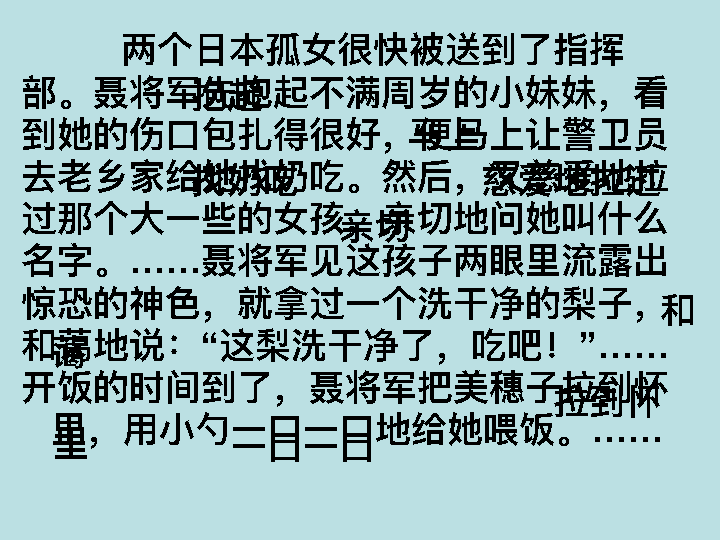 两个日本孤女很快被送到了指挥
部。聂将军先抱起不满周岁的小妹妹，看
到她的伤口包扎得很好，便马上让警卫员
去老乡家给她找奶吃。然后，又慈爱地拉
过那个大一些的女孩，亲切地问她叫什么
名字。……聂将军见这孩子两眼里流露出
惊恐的神色，就拿过一个洗干净的梨子，和
和蔼地说：“这梨洗干净了，吃吧！”……
开饭的时间到了，聂将军把美穗子拉到怀
里，用小勺一口一口地给她喂饭。……